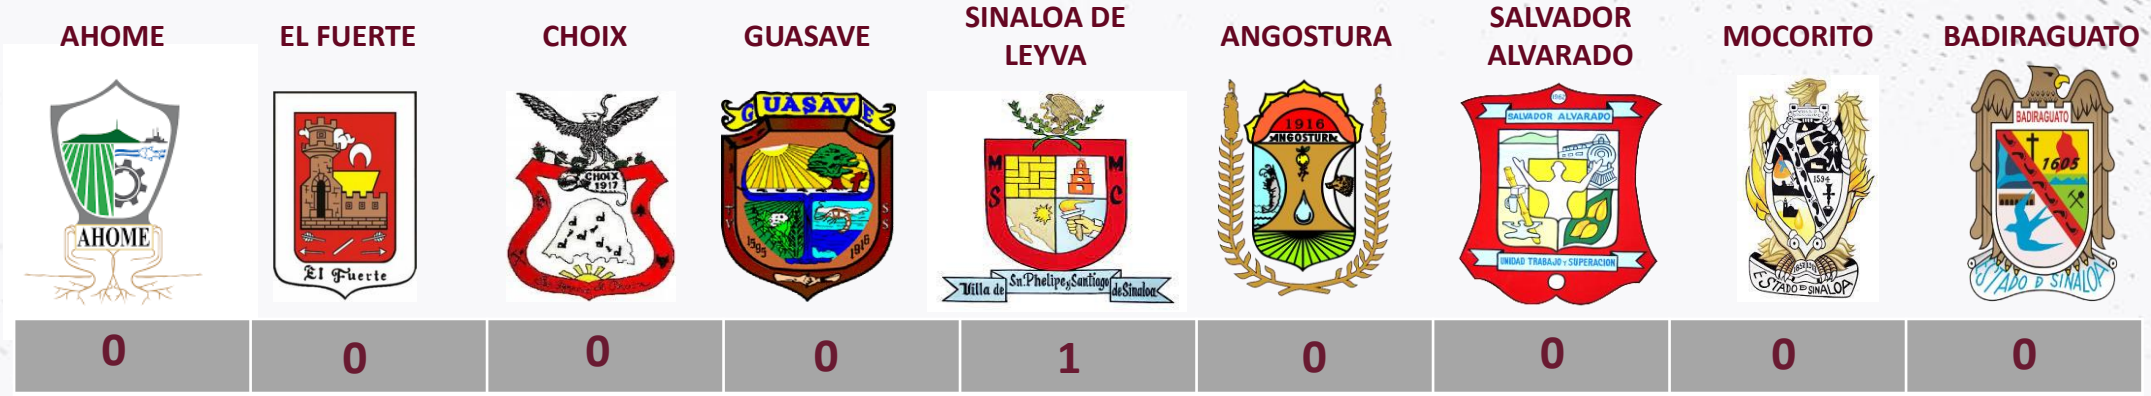 AHOME
EL FUERTE
CHOIX
GUASAVE
SINALOA DE
LEYVA
ANGOSTURA
SALVADOR
ALVARADO
MOCORITO
BADIRAGUATO
AHOME
El Fuerte
CHOIX
1917
GUASAVE
1595
1916
M M
S C
Villa de Sn. Phelipe y Santiago de Sinaloa
1916
ANGOSTURA
1962
SALVADOR ALVARADO
UNIDAD TRABAJO Y SUPERACION
1594
ESTADO D SINALOA
BADIRAGUATO
1605
ESTADO D SINALOA
0 0 0 0 1 0 0 0 0